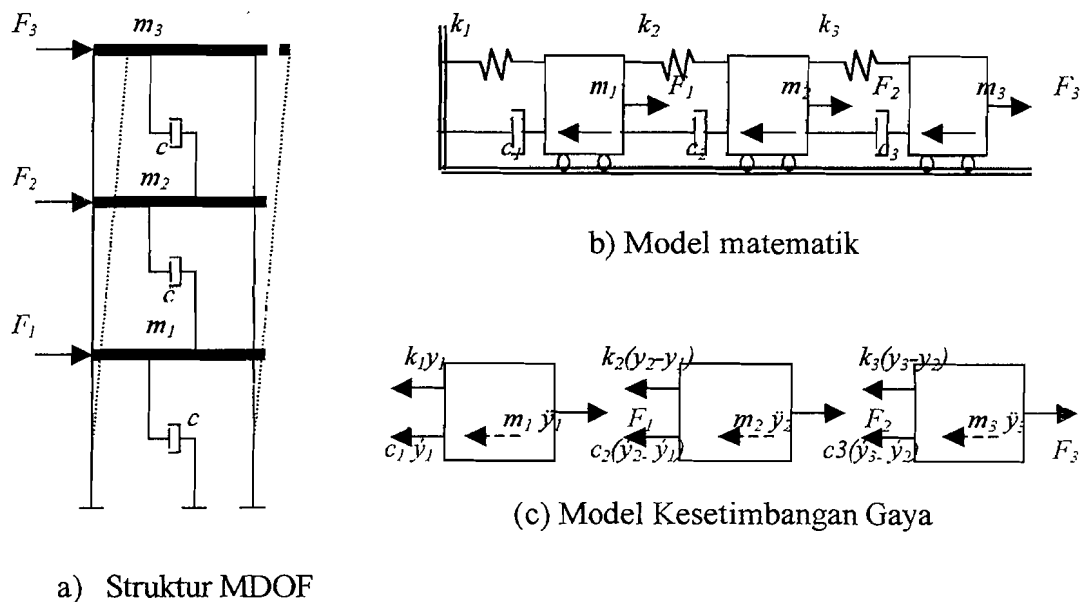 F₃
m₃
c
F₂
m₂
c
F₁
m₁
c
a) Struktur MDOF
k₁ k₂ k₃
m₁ F₁ m₂ F₂ m₃ F₃
c₁ c₂ c₃
b) Model matematik
k₁y₁ k₂(y₂-y₁) k₃(y₃-y₂)
m₁ ÿ₁ F₁ m₂ ÿ₂ F₂ m₃ ÿ₃
c₁ ẏ₁ c₂(ẏ₂- ẏ₁) c3(ẏ₃- ẏ₂) F₃
(c) Model Kesetimbangan Gaya